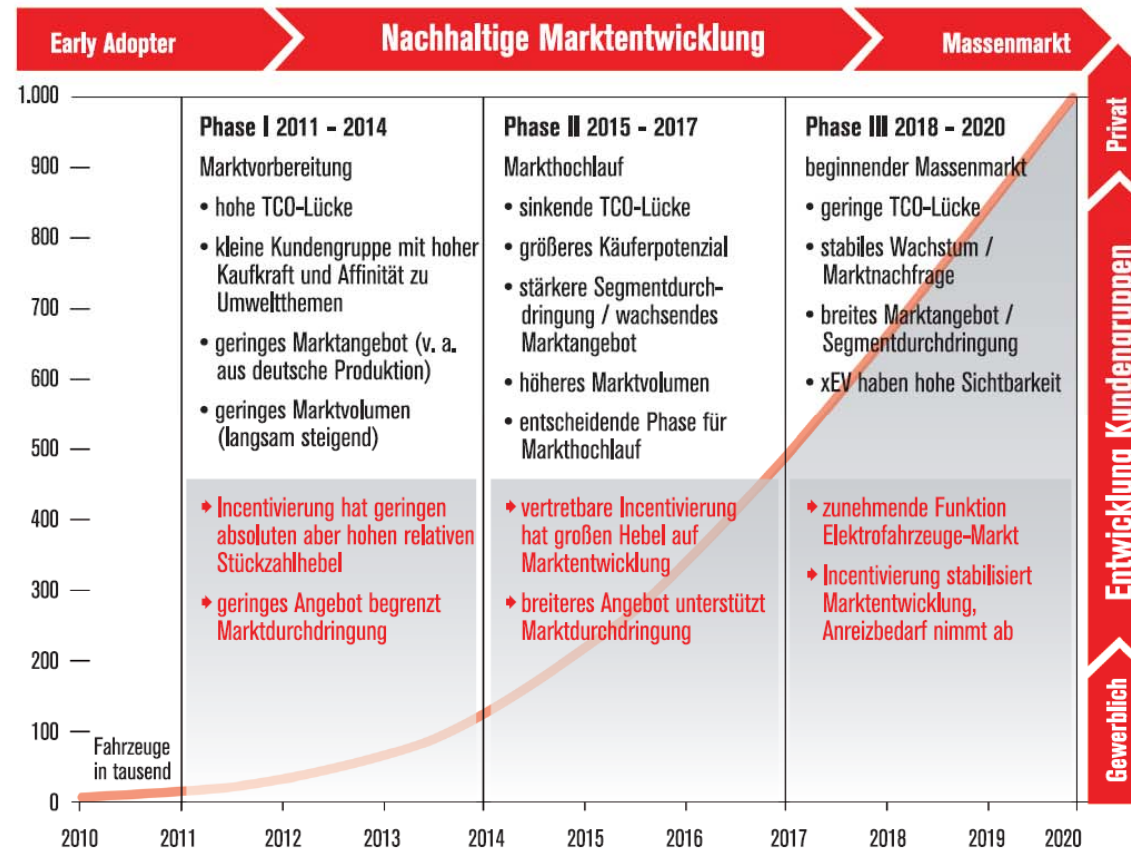 Early Adopter
Nachhaltige Marktentwicklung
Massenmarkt
1.000
900
800
700
600
500
400
300
200
100
0
Fahrzeuge
in tausend
Phase I 2011 - 2014
Marktvorbereitung
• hohe TCO-Lücke
• kleine Kundengruppe mit hoher
Kaufkraft und Affinität zu
Umweltthemen
• geringes Marktangebot (v. a.
aus deutsche Produktion)
• geringes Marktvolumen
(langsam steigend)
➧ Incentivierung hat geringen
absoluten aber hohen relativen
Stückzahlhebel
➧ geringes Angebot begrenzt
Marktdurchdringung
Phase II 2015 - 2017
Markthochlauf
• sinkende TCO-Lücke
• größeres Käuferpotenzial
• stärkere Segmentdurch-
dringung / wachsendes
Marktangebot
• höheres Marktvolumen
• entscheidende Phase für
Markthochlauf
➧ vertretbare Incentivierung
hat großen Hebel auf
Marktentwicklung
➧ breiteres Angebot unterstützt
Marktdurchdringung
Phase III 2018 - 2020
beginnender Massenmarkt
• geringe TCO-Lücke
• stabiles Wachstum /
Marktnachfrage
• breites Marktangebot /
Segmentdurchdringung
• xEV haben hohe Sichtbarkeit
➧ zunehmende Funktion
Elektrofahrzeuge-Markt
➧ Incentivierung stabilisiert
Marktentwicklung,
Anreizbedarf nimmt ab
Privat
Entwicklung Kundengruppen
Gewerblich
2010
2011
2012
2013
2014
2015
2016
2017
2018
2019
2020